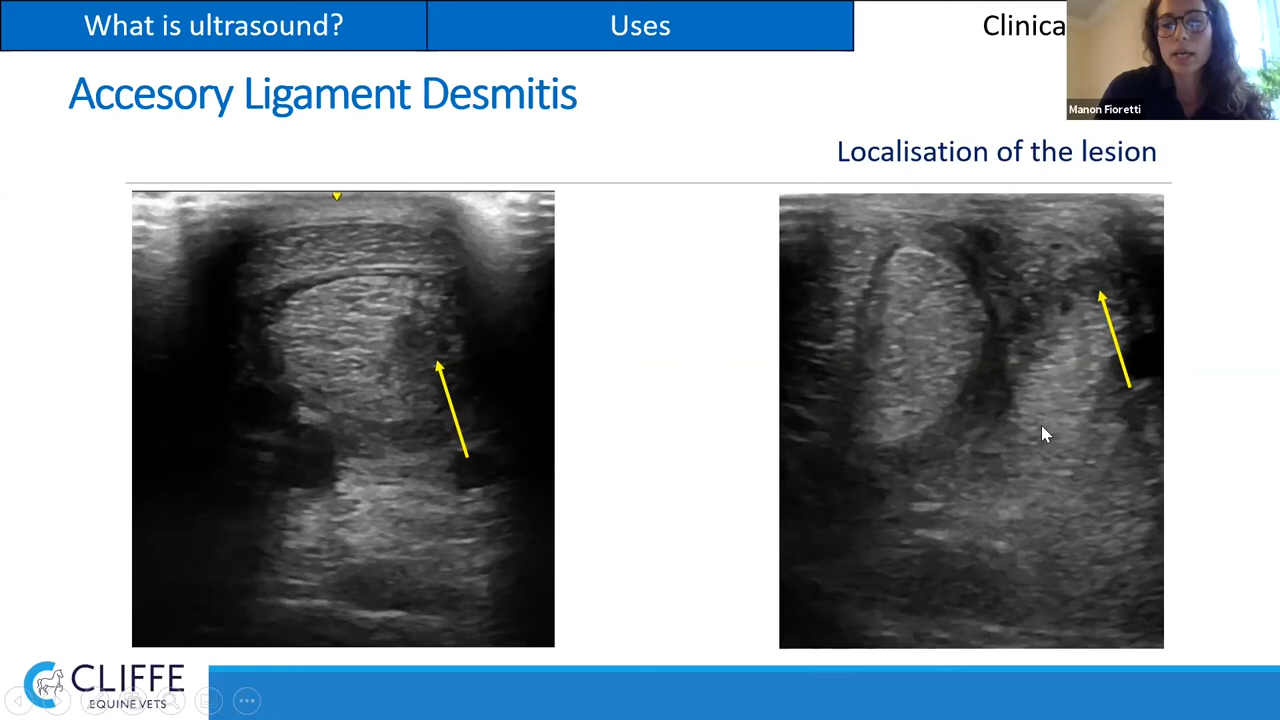 What is ultrasound?
Uses
Clinica
Manon Fioretti
Accesory Ligament Desmitis
Localisation of the lesion
CLIFFE
EQUINE VETS